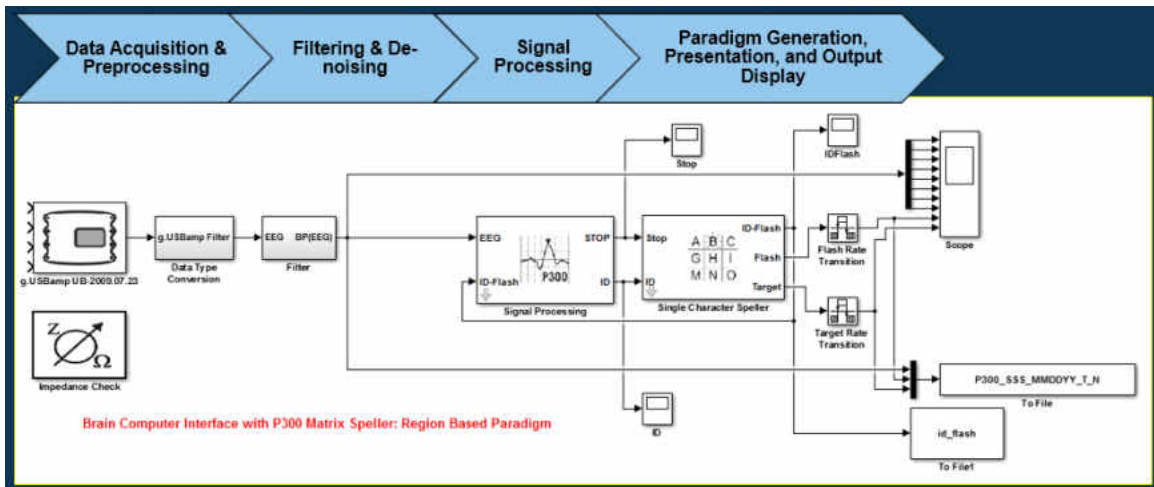 Data Acquisition &
Preprocessing
Filtering & De-
noising
Signal
Processing
Paradigm Generation,
Presentation, and Output
Display
Stop
IDFlash
Scope
g.USBamp UB-2009.07.23
g.USBamp Filter
Data Type
Conversion
EEG
BP(EEG)
Filter
EEG
STOP
P300
ID-Flash
ID
Signal Processing
Stop
ID-Flash
A B C
G H I
M N O
Flash
ID
Target
Single Character Speller
Flash Rate
Transition
Target Rate
Transition
Z
Ω
Impedance Check
P300_SSS_MMDDYY_T_N
To File
Brain Computer Interface with P300 Matrix Speller: Region Based Paradigm
ID
id_flash
To File1